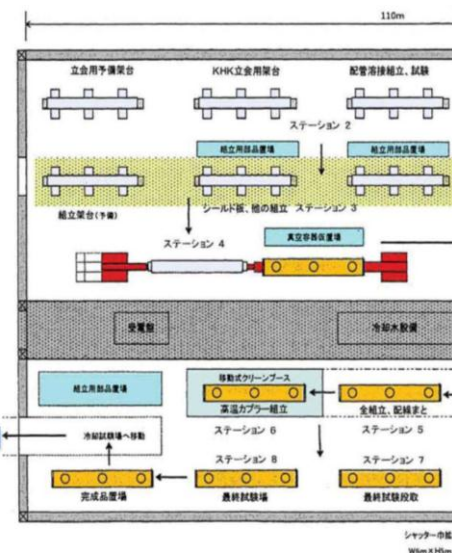 110m
立会用予備架台
KHK立会用架台
配管溶接組立、試験
ステーション 2
組立用部品置場
組立用部品置場
組立架台(予備)
シールド板、他の組立
ステーション 3
ステーション 4
真空容器仮置場
受電盤
冷却水設備
組立用部品置場
移動式クリーンブース
高温カプラー組立
全組立、配線まと
冷却試験場へ移動
ステーション 6
ステーション 5
ステーション 8
ステーション 7
完成品置場
最終試験場
最終試験段取
シャッター巾拡
W6m×H5m